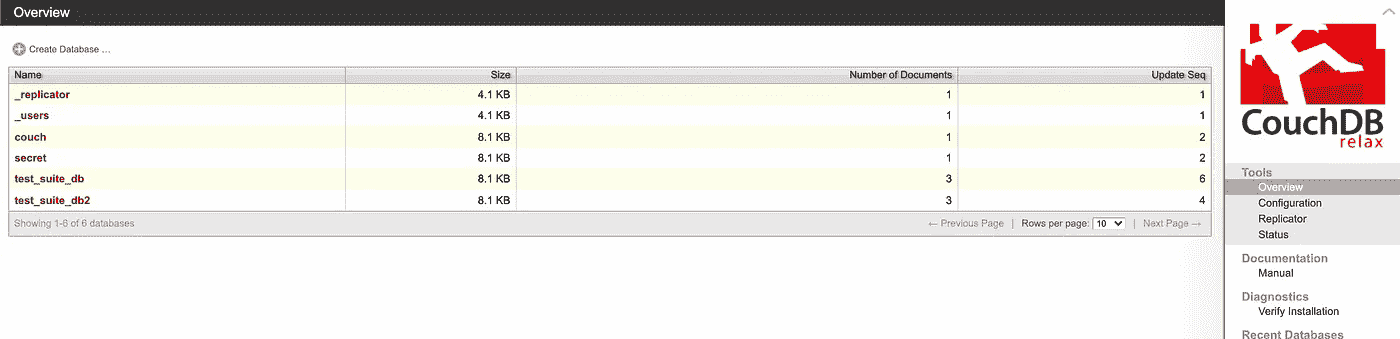 Overview
Create Database ...
Name Size Number of Documents Update Seq
_replicator 4.1 KB 1 1
_users 4.1 KB 1 1
couch 8.1 KB 1 2
secret 8.1 KB 1 2
test_suite_db 8.1 KB 3 6
test_suite_db2 8.1 KB 3 4
Showing 1-6 of 6 databases ← Previous Page | Rows per page: 10 | Next Page →
CouchDB
relax
Tools
Overview
Configuration
Replicator
Status
Documentation
Manual
Diagnostics
Verify Installation
Recent Databases